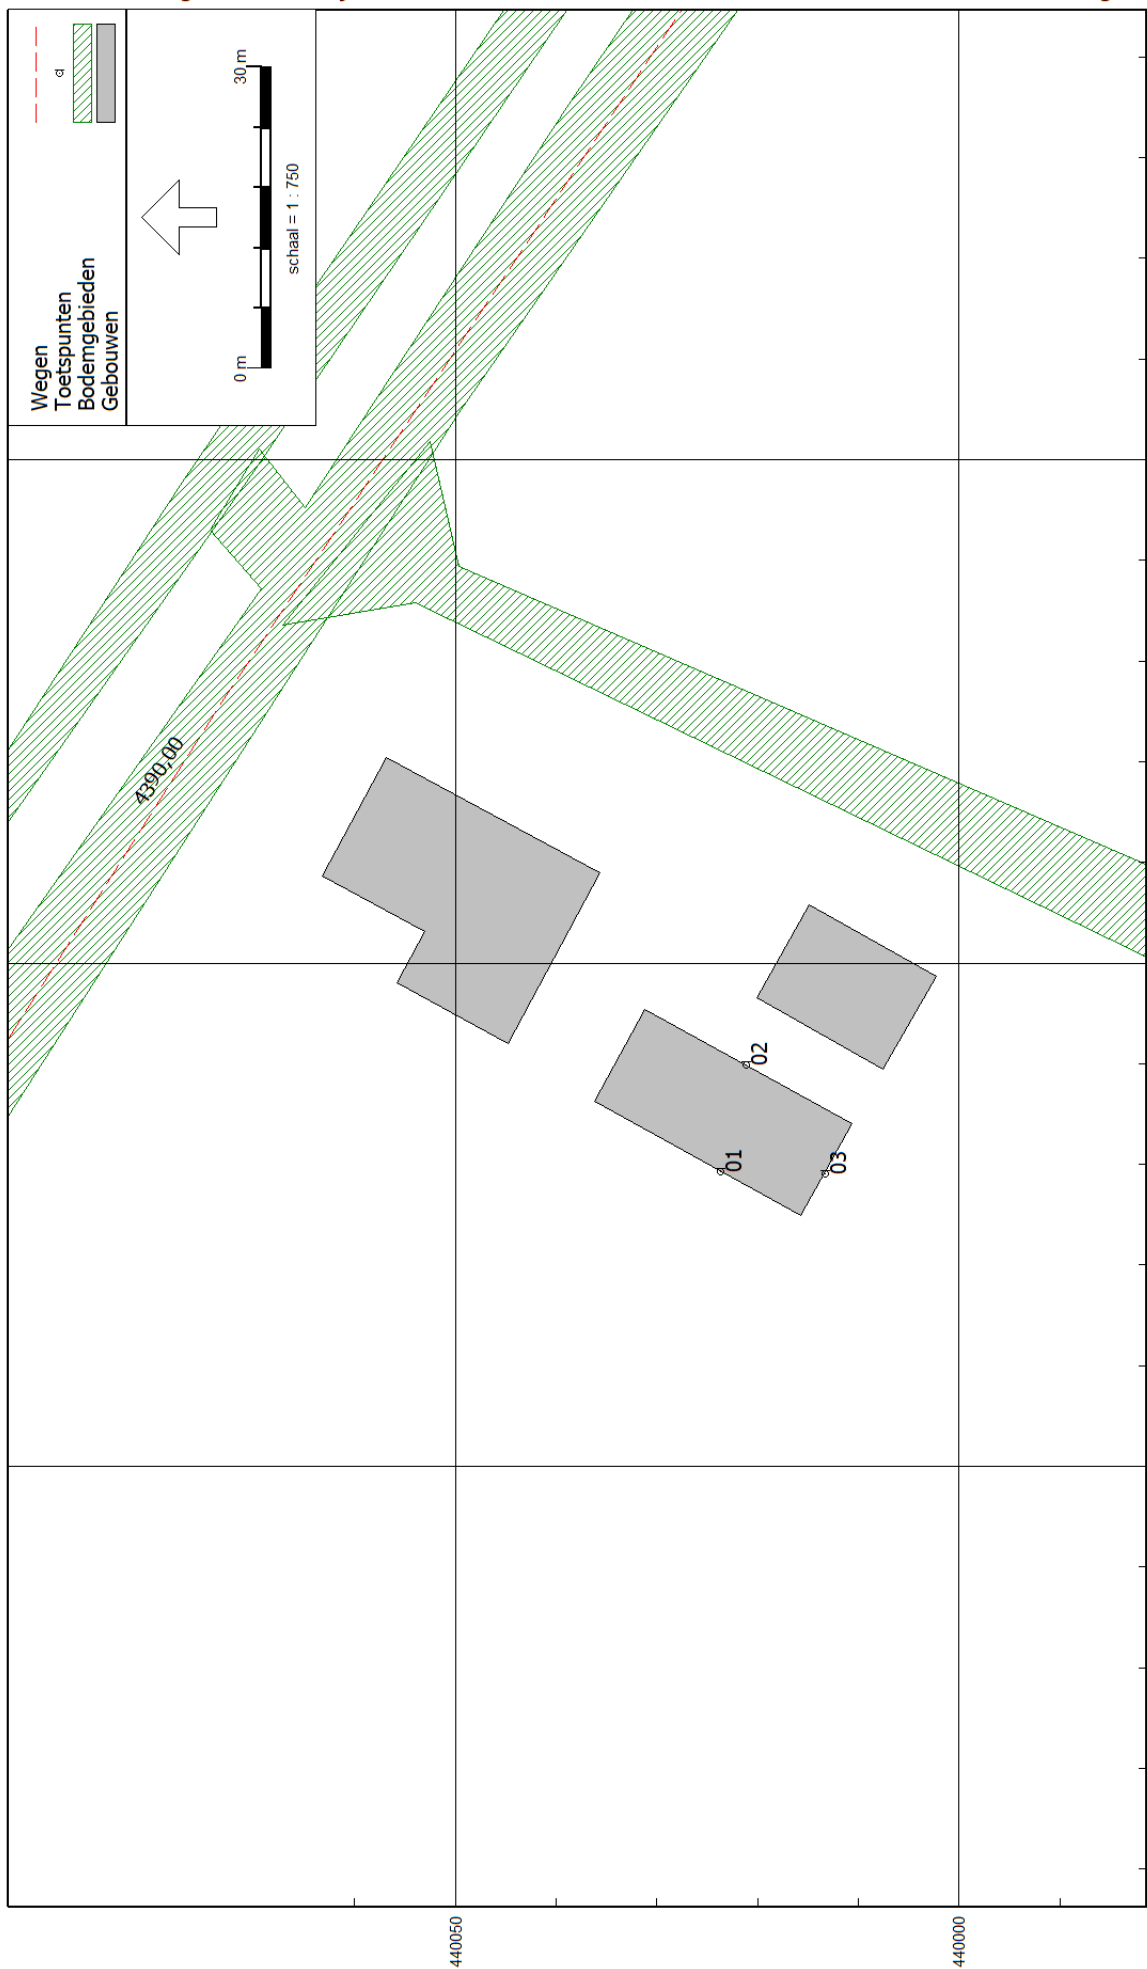 Wegen
Toetspunten
Bodemgebieden
Gebouwen
0 m
30 m
schaal = 1 : 750
4390,00
01
02
03
440050
440000